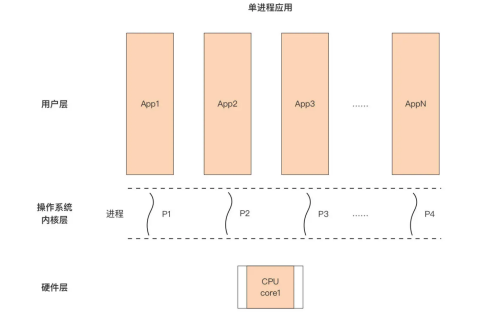 单进程应用
用户层
App1 App2 App3 …… AppN
操作系统
内核层
进程 P1 P2 P3 …… P4
硬件层
CPU
core1